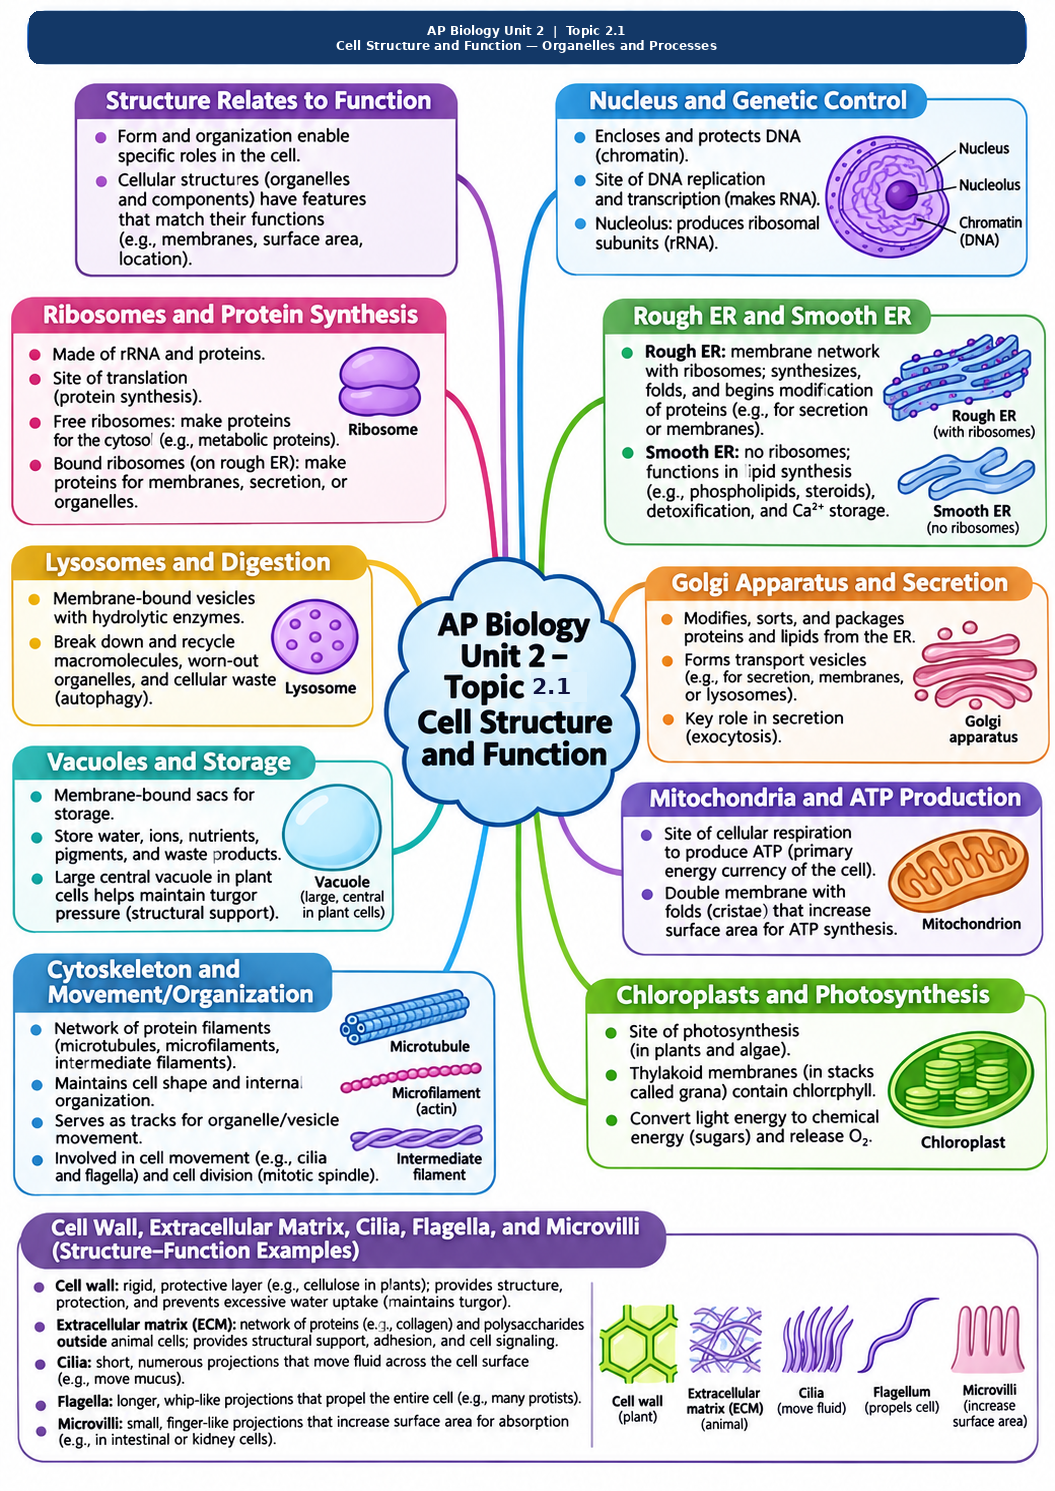 AP Biology Unit 2 | Topic 2.1
Cell Structure and Function — Organelles and Processes
Structure Relates to Function
Form and organization enable
specific roles in the cell.
Cellular structures (organelles
and components) have features
that match their functions
(e.g., membranes, surface area,
location).
Nucleus and Genetic Control
Encloses and protects DNA
(chromatin).
Site of DNA replication
and transcription (makes RNA).
Nucleolus: produces ribosomal
subunits (rRNA).
Nucleus
Nucleolus
Chromatin
(DNA)
Ribosomes and Protein Synthesis
Made of rRNA and proteins.
Site of translation
(protein synthesis).
Free ribosomes: make proteins
for the cytosol (e.g., metabolic proteins).
Bound ribosomes (on rough ER): make
proteins for membranes, secretion, or
organelles.
Ribosome
Rough ER and Smooth ER
Rough ER: membrane network
with ribosomes; synthesizes,
folds, and begins modification
of proteins (e.g., for secretion
or membranes).
Smooth ER: no ribosomes;
functions in lipid synthesis
(e.g., phospholipids, steroids),
detoxification, and Ca²⁺ storage.
Rough ER
(with ribosomes)
Smooth ER
(no ribosomes)
Lysosomes and Digestion
Membrane-bound vesicles
with hydrolytic enzymes.
Break down and recycle
macromolecules, worn-out
organelles, and cellular waste
(autophagy).
Lysosome
AP Biology
Unit 2 –
Topic 2.1
Cell Structure
and Function
Golgi Apparatus and Secretion
Modifies, sorts, and packages
proteins and lipids from the ER.
Forms transport vesicles
(e.g., for secretion, membranes,
or lysosomes).
Key role in secretion
(exocytosis).
Golgi
apparatus
Vacuoles and Storage
Membrane-bound sacs for
storage.
Store water, ions, nutrients,
pigments, and waste products.
Large central vacuole in plant
cells helps maintain turgor
pressure (structural support).
Vacuole
(large, central
in plant cells)
Mitochondria and ATP Production
Site of cellular respiration
to produce ATP (primary
energy currency of the cell).
Double membrane with
folds (cristae) that increase
surface area for ATP synthesis.
Mitochondrion
Cytoskeleton and
Movement/Organization
Network of protein filaments
(microtubules, microfilaments,
intermediate filaments).
Maintains cell shape and internal
organization.
Serves as tracks for organelle/vesicle
movement.
Involved in cell movement (e.g., cilia
and flagella) and cell division (mitotic spindle).
Microtubule
Microfilament
(actin)
Intermediate
filament
Chloroplasts and Photosynthesis
Site of photosynthesis
(in plants and algae).
Thylakoid membranes (in stacks
called grana) contain chlorophyll.
Convert light energy to chemical
energy (sugars) and release O₂.
Chloroplast
Cell Wall, Extracellular Matrix, Cilia, Flagella, and Microvilli
(Structure–Function Examples)
Cell wall: rigid, protective layer (e.g., cellulose in plants); provides structure,
protection, and prevents excessive water uptake (maintains turgor).
Extracellular matrix (ECM): network of proteins (e.g., collagen) and polysaccharides
outside animal cells; provides structural support, adhesion, and cell signaling.
Cilia: short, numerous projections that move fluid across the cell surface
(e.g., move mucus).
Flagella: longer, whip-like projections that propel the entire cell (e.g., many protists).
Microvilli: small, finger-like projections that increase surface area for absorption
(e.g., in intestinal or kidney cells).
Cell wall
(plant)
Extracellular
matrix (ECM)
(animal)
Cilia
(move fluid)
Flagellum
(propels cell)
Microvilli
(increase
surface area)